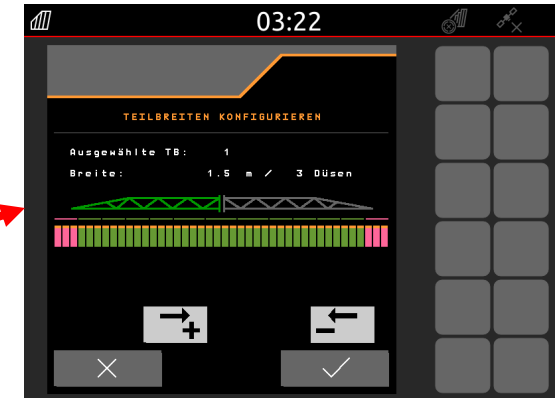 03:22
TEILBREITEN KONFIGURIEREN
Ausgewählte TB: 1
Breite: 1.5 m / 3 Düsen